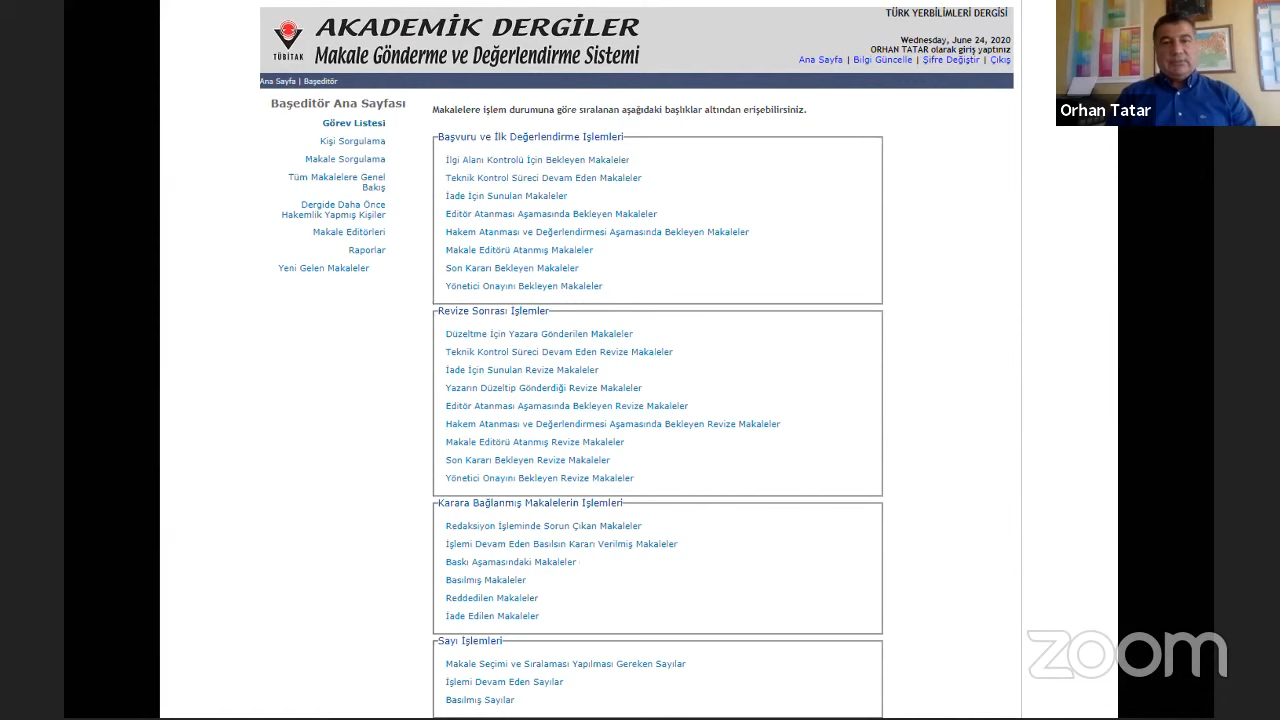 AKADEMİK DERGİLER
Makale Gönderme ve Değerlendirme Sistemi
TÜBİTAK
TÜRK YERBİLİMLERİ DERGİSİ
Wednesday, June 24, 2020
ORHAN TATAR olarak giriş yaptınız
Ana Sayfa | Bilgi Güncelle | Şifre Değiştir | Çıkış
Ana Sayfa | Başeditör
Başeditör Ana Sayfası
Görev Listesi
Kişi Sorgulama
Makale Sorgulama
Tüm Makalelere Genel
Bakış
Dergide Daha Önce
Hakemlik Yapmış Kişiler
Makale Editörleri
Raporlar
Yeni Gelen Makaleler
Makalelere işlem durumuna göre sıralanan aşağıdaki başlıklar altından erişebilirsiniz.
Başvuru ve İlk Değerlendirme İşlemleri
İlgi Alanı Kontrolü İçin Bekleyen Makaleler
Teknik Kontrol Süreci Devam Eden Makaleler
İade İçin Sunulan Makaleler
Editör Atanması Aşamasında Bekleyen Makaleler
Hakem Atanması ve Değerlendirmesi Aşamasında Bekleyen Makaleler
Makale Editörü Atanmış Makaleler
Son Kararı Bekleyen Makaleler
Yönetici Onayını Bekleyen Makaleler
Revize Sonrası İşlemler
Düzeltme İçin Yazara Gönderilen Makaleler
Teknik Kontrol Süreci Devam Eden Revize Makaleler
İade İçin Sunulan Revize Makaleler
Yazarın Düzeltip Gönderdiği Revize Makaleler
Editör Atanması Aşamasında Bekleyen Revize Makaleler
Hakem Atanması ve Değerlendirmesi Aşamasında Bekleyen Revize Makaleler
Makale Editörü Atanmış Revize Makaleler
Son Kararı Bekleyen Revize Makaleler
Yönetici Onayını Bekleyen Revize Makaleler
Karara Bağlanmış Makalelerin İşlemleri
Redaksiyon İşleminde Sorun Çıkan Makaleler
İşlemi Devam Eden Basılsın Kararı Verilmiş Makaleler
Baskı Aşamasındaki Makaleler
Basılmış Makaleler
Reddedilen Makaleler
İade Edilen Makaleler
Sayı İşlemleri
Makale Seçimi ve Sıralaması Yapılması Gereken Sayılar
İşlemi Devam Eden Sayılar
Basılmış Sayılar
Orhan Tatar
zoom